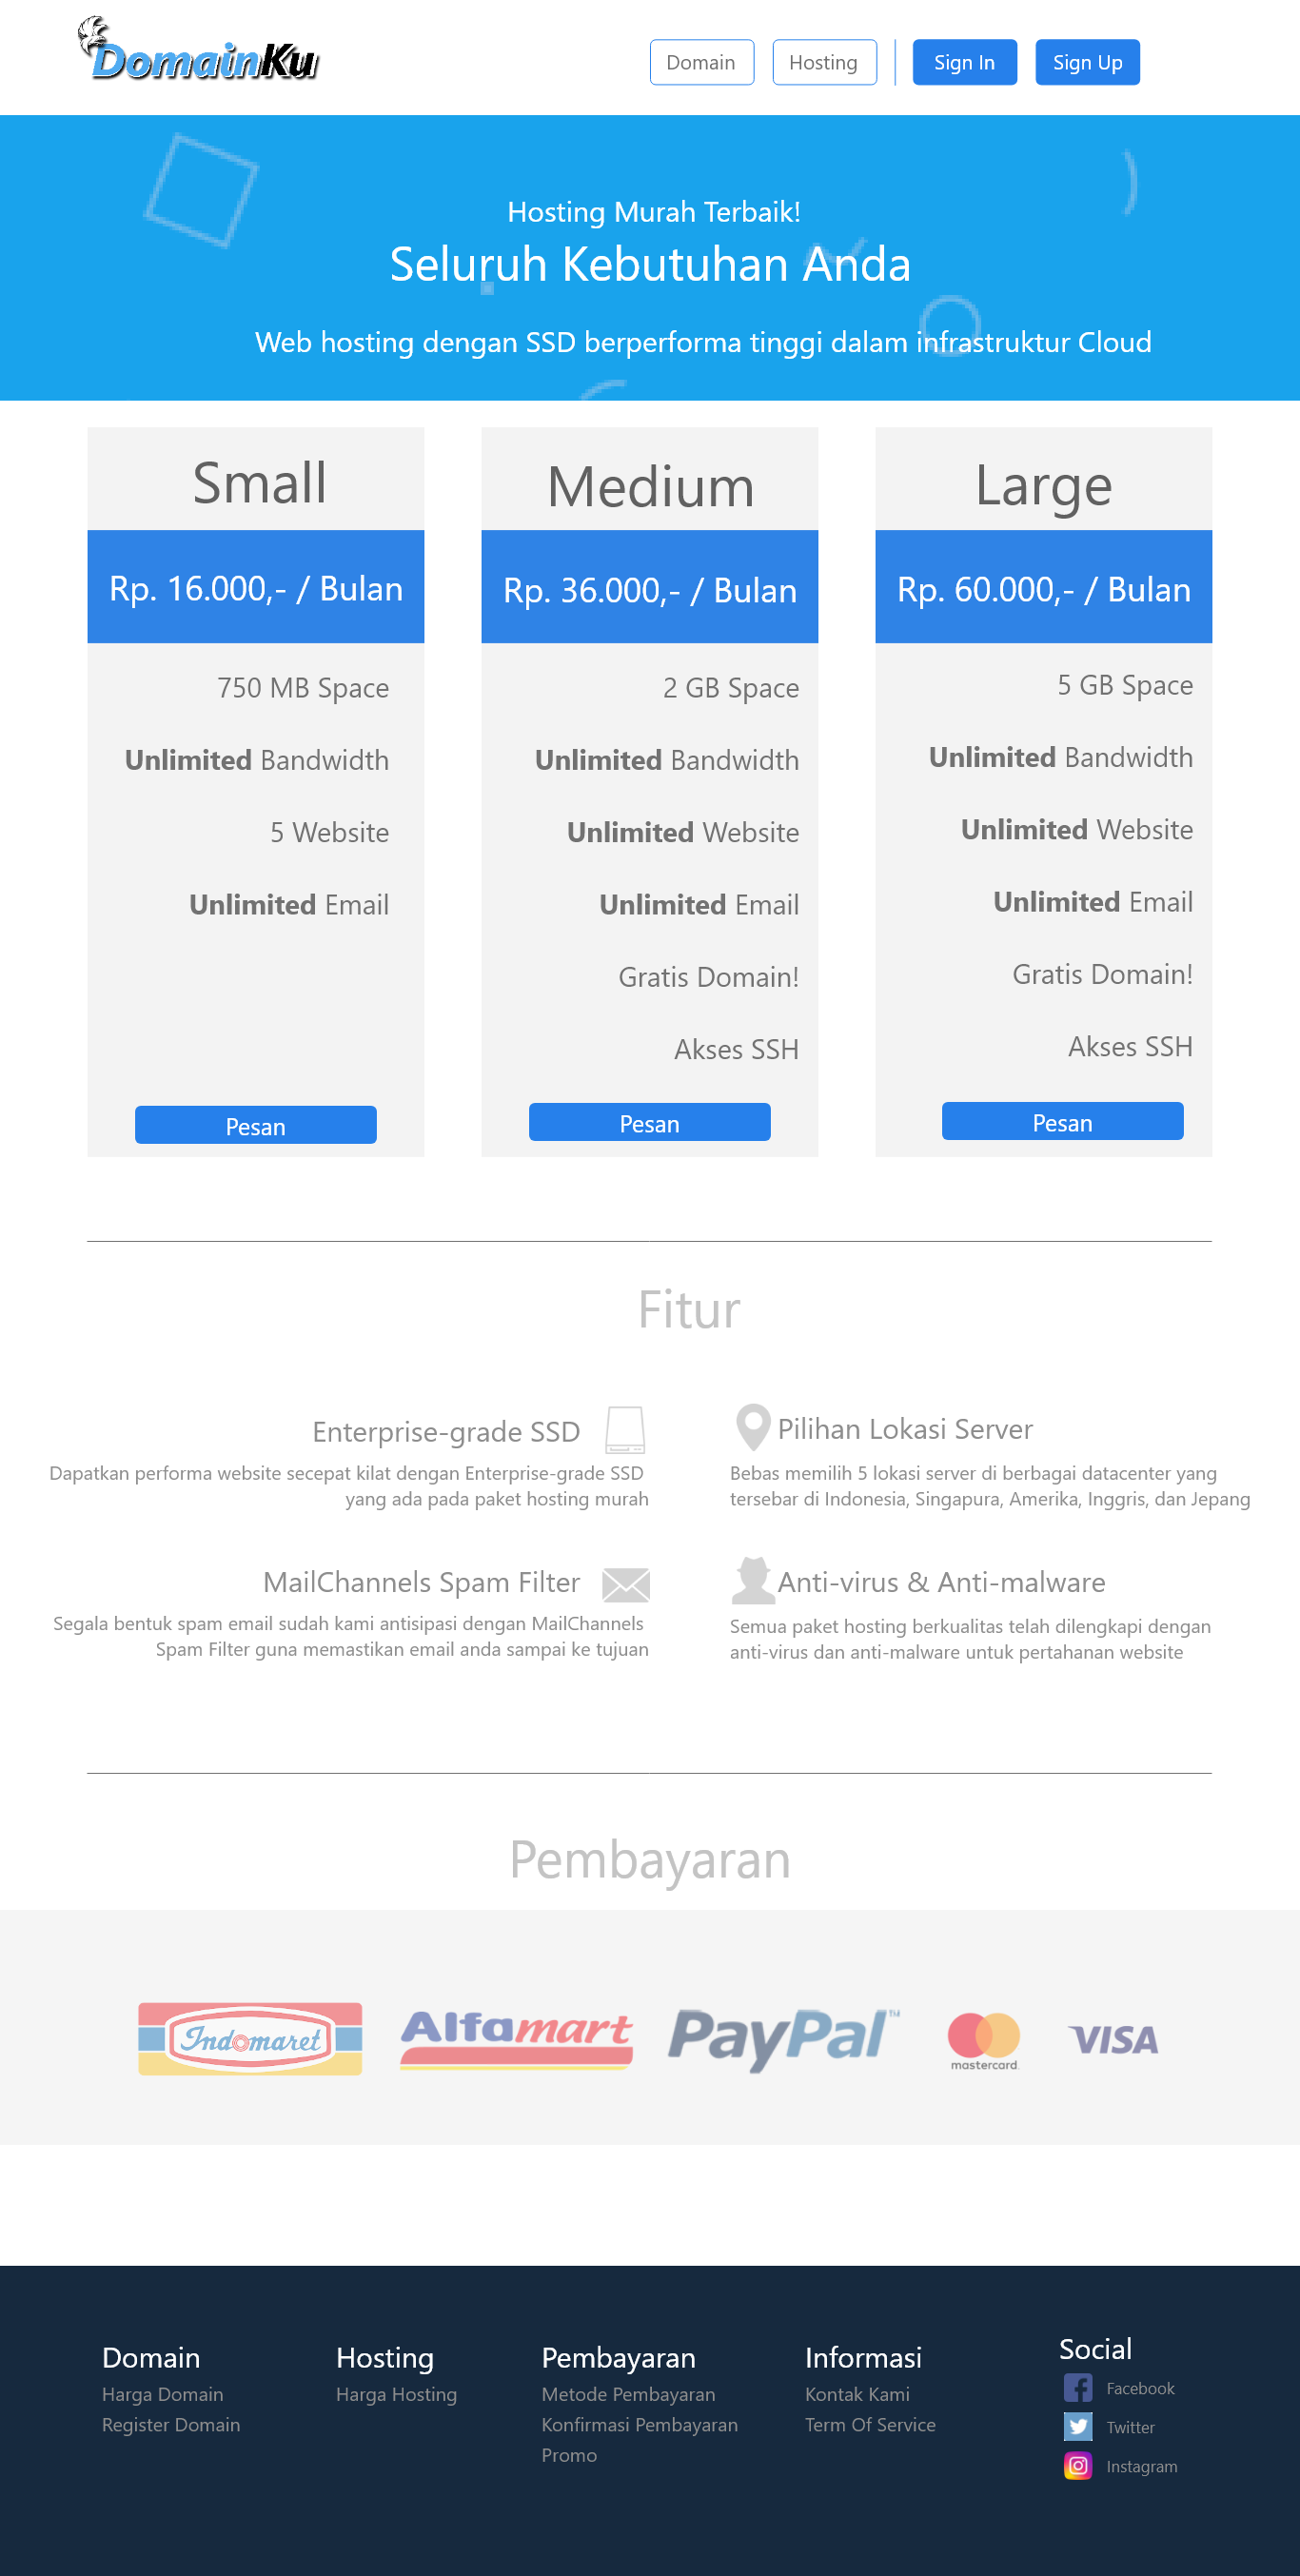 DomainKu
Domain
Hosting
Sign In
Sign Up
Hosting Murah Terbaik!
Seluruh Kebutuhan Anda
Web hosting dengan SSD berperforma tinggi dalam infrastruktur Cloud
Small
Rp. 16.000,- / Bulan
750 MB Space
Unlimited Bandwidth
5 Website
Unlimited Email
Pesan
Medium
Rp. 36.000,- / Bulan
2 GB Space
Unlimited Bandwidth
Unlimited Website
Unlimited Email
Gratis Domain!
Akses SSH
Pesan
Large
Rp. 60.000,- / Bulan
5 GB Space
Unlimited Bandwidth
Unlimited Website
Unlimited Email
Gratis Domain!
Akses SSH
Pesan
Fitur
Enterprise-grade SSD
Dapatkan performa website secepat kilat dengan Enterprise-grade SSD
yang ada pada paket hosting murah
Pilihan Lokasi Server
Bebas memilih 5 lokasi server di berbagai datacenter yang
tersebar di Indonesia, Singapura, Amerika, Inggris, dan Jepang
MailChannels Spam Filter
Segala bentuk spam email sudah kami antisipasi dengan MailChannels
Spam Filter guna memastikan email anda sampai ke tujuan
Anti-virus & Anti-malware
Semua paket hosting berkualitas telah dilengkapi dengan
anti-virus dan anti-malware untuk pertahanan website
Pembayaran
Indomaret
Alfamart
PayPal™
mastercard.
VISA
Domain
Harga Domain
Register Domain
Hosting
Harga Hosting
Pembayaran
Metode Pembayaran
Konfirmasi Pembayaran
Promo
Informasi
Kontak Kami
Term Of Service
Social
Facebook
Twitter
Instagram